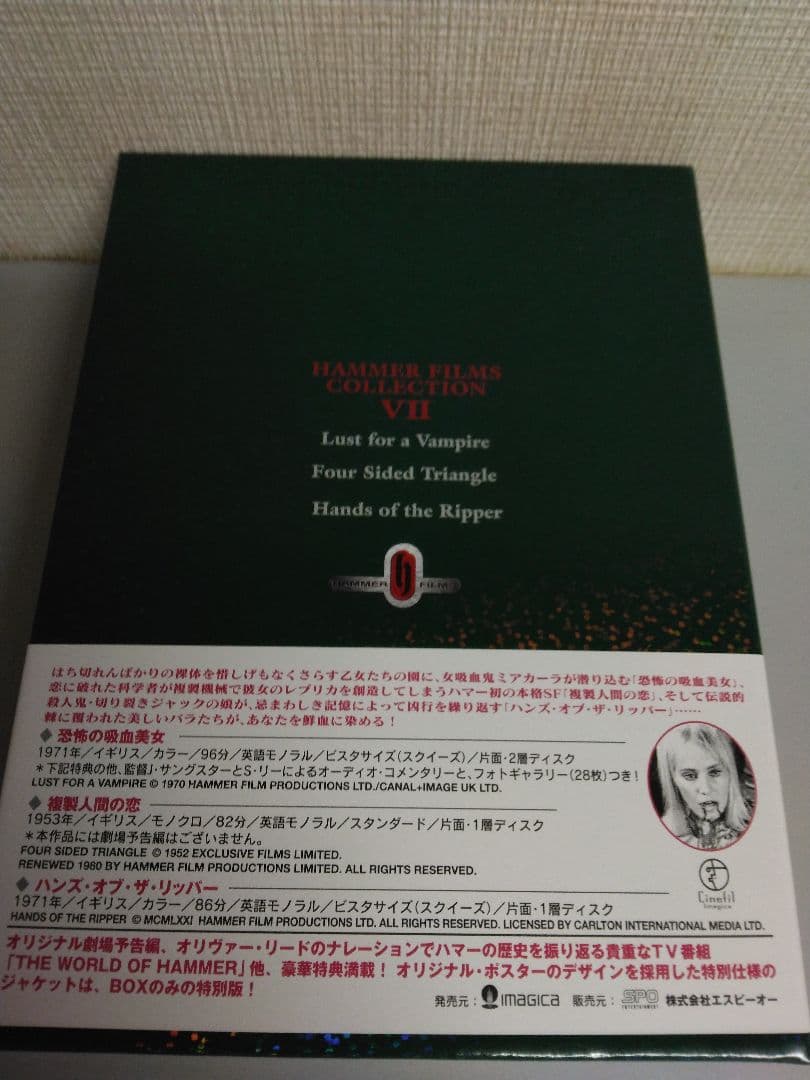 HAMMER FILMS
COLLECTION
VII
Lust for a Vampire
Four Sided Triangle
Hands of the Ripper
HAMMER FILMS
はち切れんばかりの裸体を惜しげもなくさらす乙女たちの園に、女吸血鬼ミアカーラが潜り込む「恐怖の吸血美女」、
恋に破れた科学者が複製機械で彼女のレプリカを創造してしまうハマー初の本格SF「複製人間の恋」、そして伝説的
殺人鬼・切り裂きジャックの娘が、忌まわしき記憶によって凶行を繰り返す「ハンズ・オブ・ザ・リッパー」……
棘に覆われた美しいバラたちが、あなたを鮮血に染める！
◆恐怖の吸血美女
1971年／イギリス／カラー／96分／英語モノラル／ビスタサイズ（スクイーズ）／片面・2層ディスク
＊下記特典の他、監督J・サングスターとS・リーによるオーディオ・コメンタリーと、フォトギャラリー（28枚）つき！
LUST FOR A VAMPIRE © 1970 HAMMER FILM PRODUCTIONS LTD./CANAL+IMAGE UK LTD.
◆複製人間の恋
1953年／イギリス／モノクロ／82分／英語モノラル／スタンダード／片面・1層ディスク
＊本作品には劇場予告編はございません。
FOUR SIDED TRIANGLE © 1952 EXCLUSIVE FILMS LIMITED.
RENEWED 1980 BY HAMMER FILM PRODUCTIONS LIMITED. ALL RIGHTS RESERVED.
Cinefil
Imagica
◆ハンズ・オブ・ザ・リッパー
1971年／イギリス／カラー／86分／英語モノラル／ビスタサイズ（スクイーズ）／片面・1層ディスク
HANDS OF THE RIPPER © MCMLXXI HAMMER FILM PRODUCTIONS LTD. ALL RIGHTS RESERVED. LICENSED BY CARLTON INTERNATIONAL MEDIA LTD.
オリジナル劇場予告編、オリヴァー・リードのナレーションでハマーの歴史を振り返る貴重なTV番組
「THE WORLD OF HAMMER」他、豪華特典満載！ オリジナル・ポスターのデザインを採用した特別仕様の
ジャケットは、BOXのみの特別版！
発売元： IMAGICA 販売元： SPO ENTERTAINMENT 株式会社エスピーオー